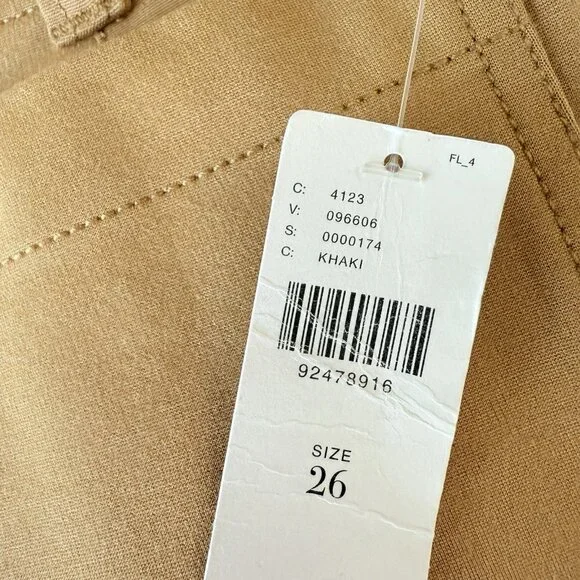 FL_4
C: 4123
V: 096606
S: 0000174
C: KHAKI
92478916
SIZE
26